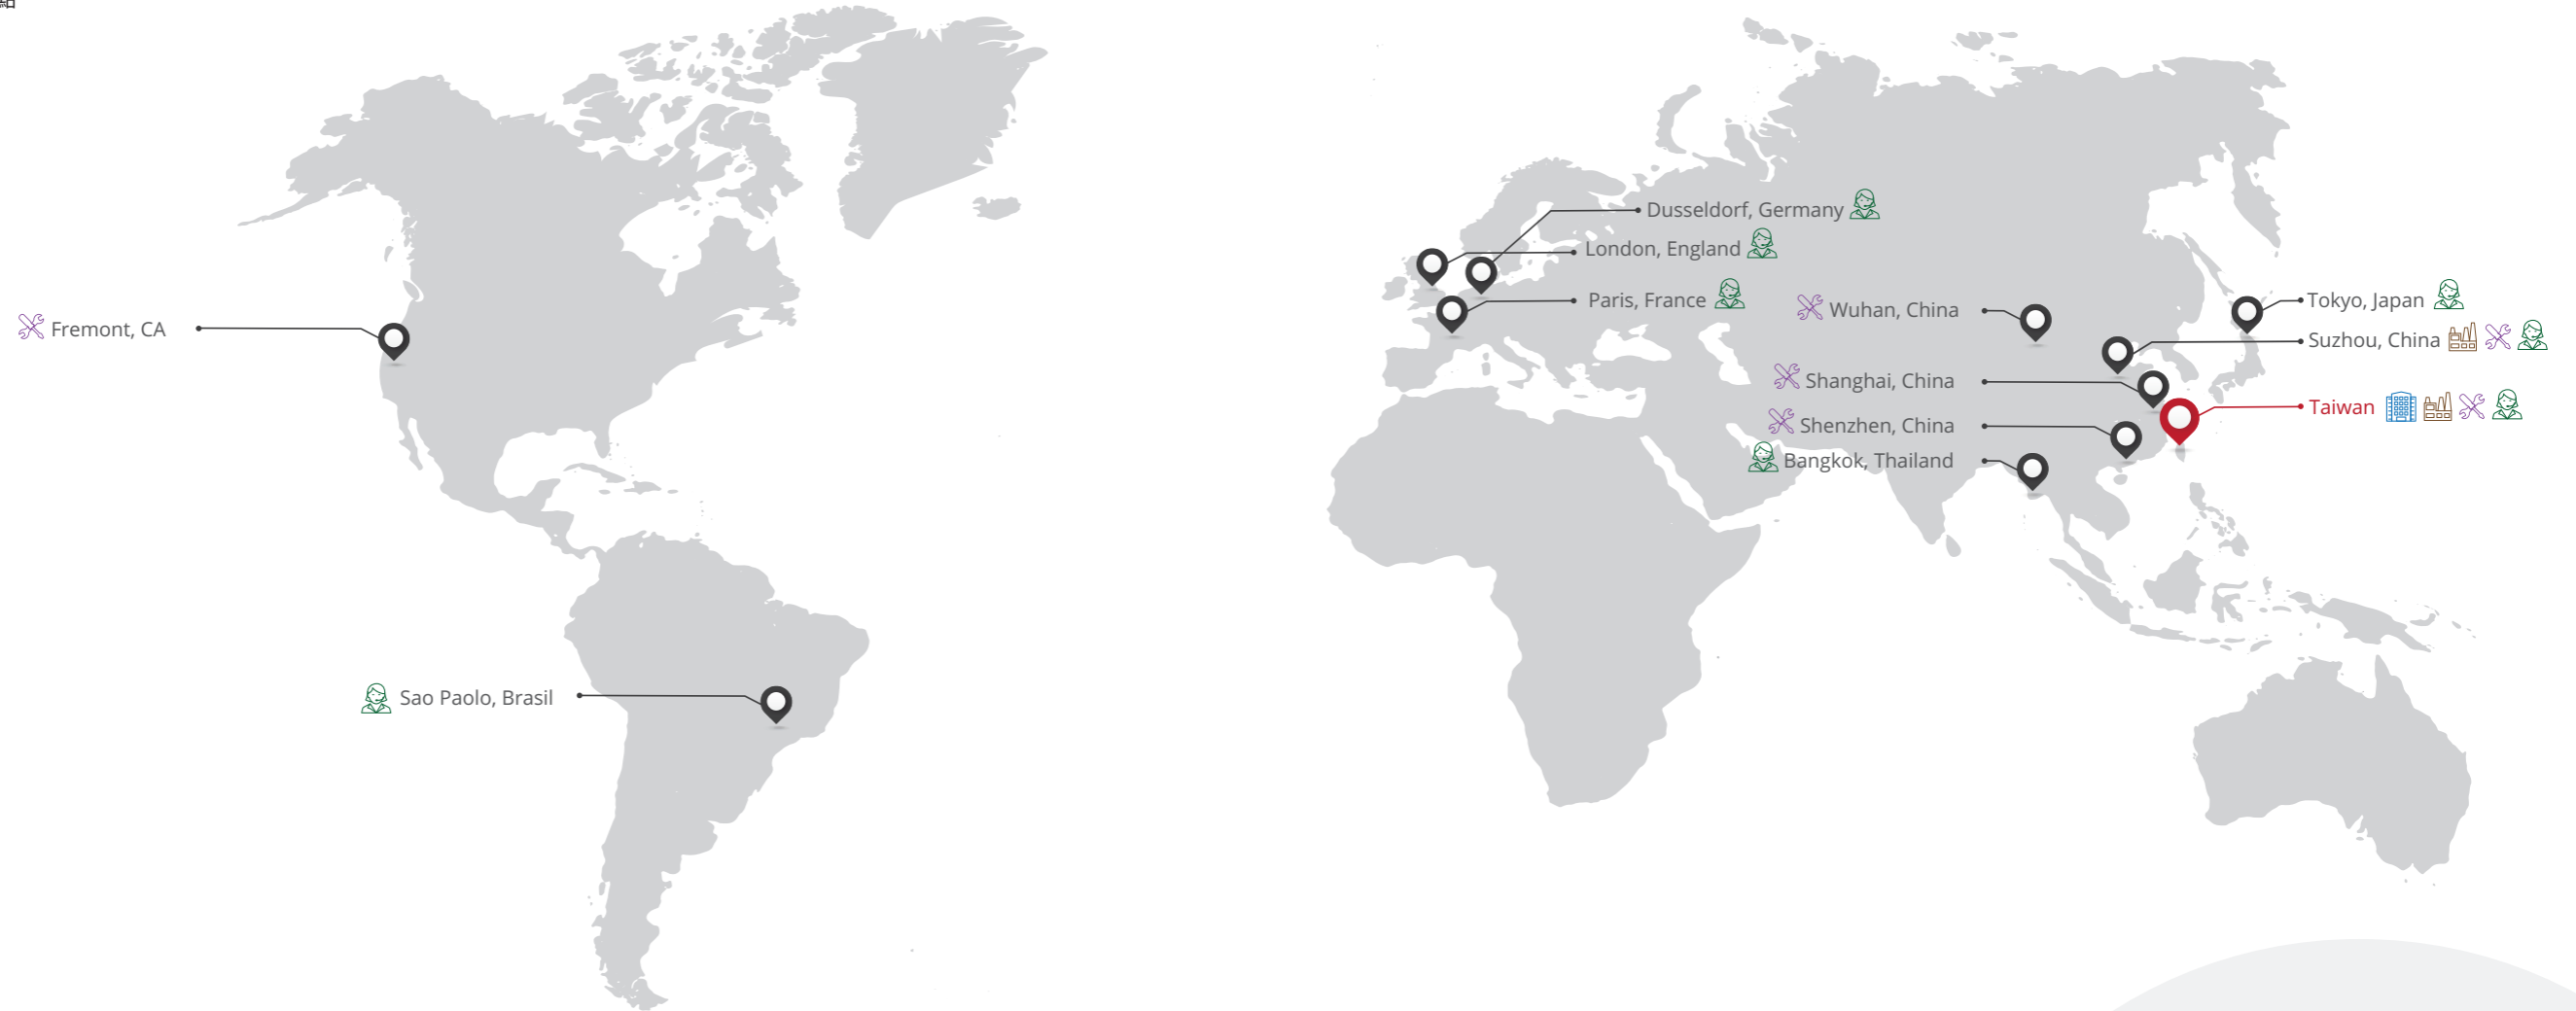 Dusseldorf, Germany
London, England
Paris, France
Wuhan, China
Tokyo, Japan
Fremont, CA
Suzhou, China
Shanghai, China
Taiwan
Shenzhen, China
Bangkok, Thailand
Sao Paolo, Brasil